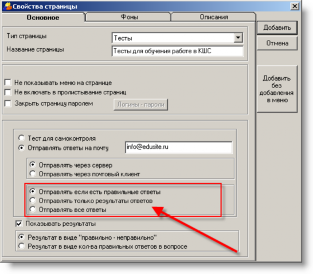 Свойства страницы
Основное Фоны Описания
Добавить
Отмена
Добавить без добавления в меню
Тип страницы Тесты
Название страницы Тесты для обучения работе в КШС
Не показывать меню на странице
Не включать в пролистывание страниц
Закрыть страницу паролем Логины - пароли
Тест для самоконтроля
Отправлять ответы на почту. info@edusite.ru
Отправлять через сервер
Отправлять через почтовый клиент
Отправлять если есть правильные ответы
Отправлять только результаты ответов
Отправлять все ответы
Показывать результаты
Результат в виде "правильно - неправильно"
Результат в виде кол-ва правильных ответов в вопросе